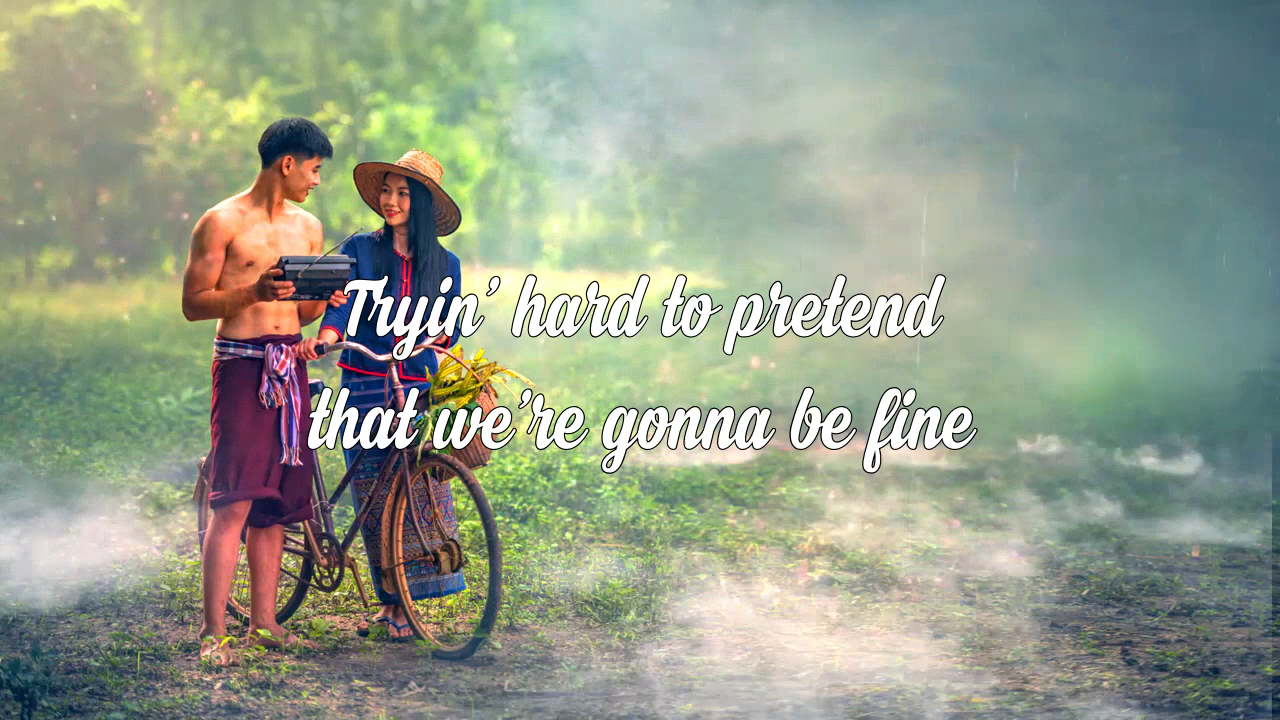 Tryin’ hard to pretend
that we’re gonna be fine